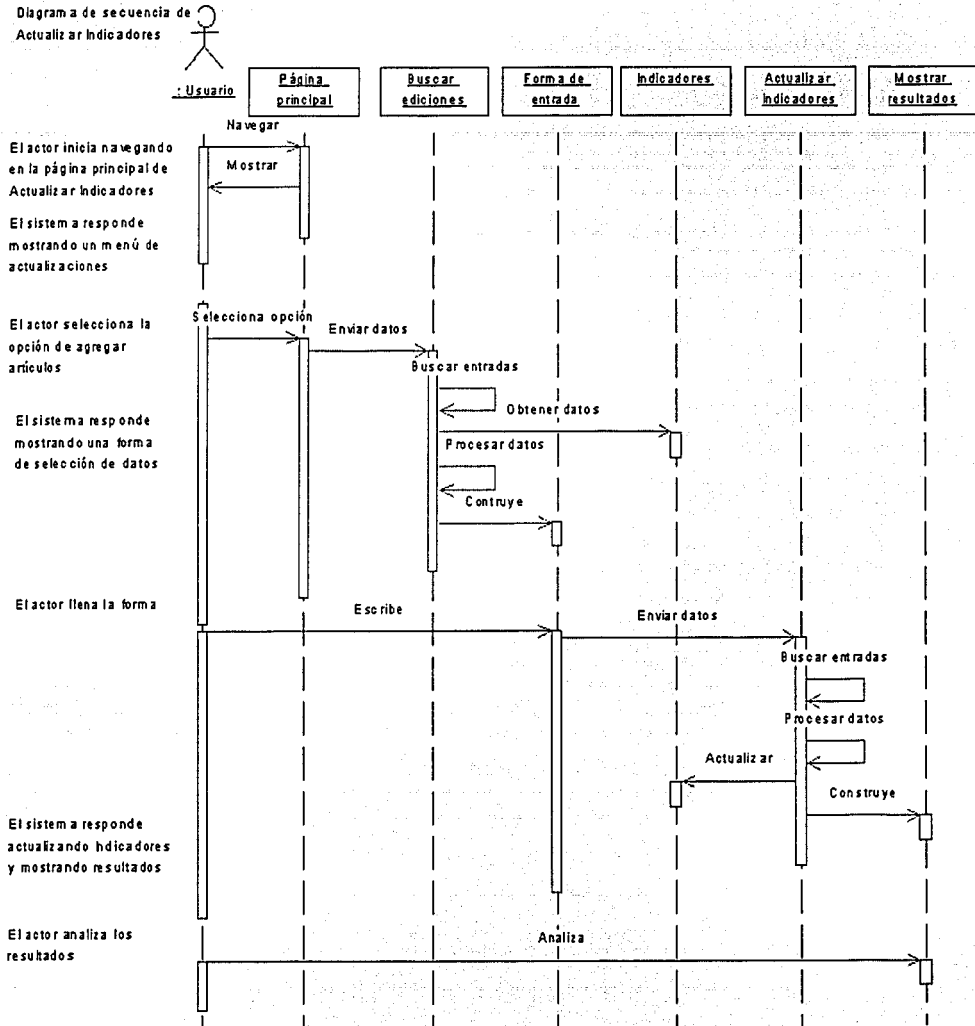 Diagrama de secuencia de
Actualizar Indicadores
: Usuario
Página
principal
Buscar
ediciones
Forma de
entrada
Indicadores
Actualizar
Indicadores
Mostrar
resultados
Navegar
El actor inicia navegando
en la página principal de
Actualizar Indicadores
Mostrar
El sistema responde
mostrando un menú de
actualizaciones
El actor selecciona la
opción de agregar
artículos
Selecciona opción
Enviar datos
Buscar entradas
Obtener datos
El sistema responde
mostrando una forma
de selección de datos
Procesar datos
Contruye
El actor llena la forma
Escribe
Enviar datos
Buscar entradas
Procesar datos
Actualizar
Construye
El sistema responde
actualizando Indicadores
y mostrando resultados
El actor analiza los
resultados
Analiza